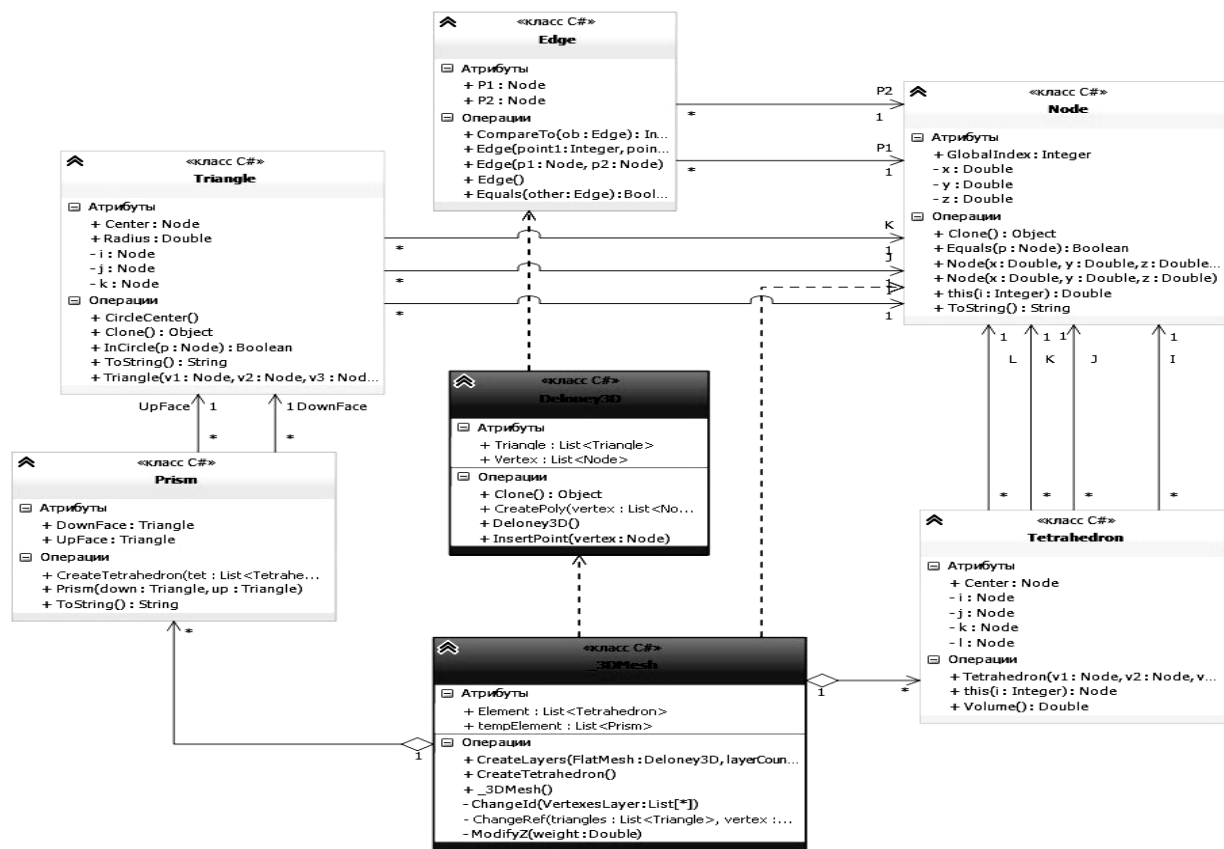 «класс C#»
Edge
Атрибуты
+ P1 : Node
+ P2 : Node
Операции
+ CompareTo(ob : Edge) : In...
+ Edge(point1:Integer, poin...
+ Edge(p1: Node, p2: Node)
+ Edge()
+ Equals(other: Edge):Bool...
P2
*
1
P1
*
1
«класс C#»
Node
Атрибуты
+ GlobalIndex: Integer
- x : Double
- y : Double
- z : Double
Операции
+ Clone() : Object
+ Equals(p : Node) : Boolean
+ Node(x : Double, y : Double, z : Double...
+ Node(x : Double, y : Double, z : Double)
+ this(i : Integer) : Double
+ ToString() : String
«класс C#»
Triangle
Атрибуты
+ Center : Node
+ Radius : Double
- i : Node
- j : Node
- k : Node
Операции
+ CircleCenter()
+ Clone() : Object
+ InCircle(p : Node) : Boolean
+ ToString() : String
+ Triangle(v1 : Node, v2 : Node, v3 : Nod...
*
K
1
*
J
1
*
1
1
UpFace
1
*
1 DownFace
*
«класс C#»
Deloney3D
Атрибуты
+ Triangle : List<Triangle>
+ Vertex : List<Node>
Операции
+ Clone() : Object
+ CreatePoly(vertex : List<No...
+ Deloney3D()
+ InsertPoint(vertex: Node)
1
L
*
1
K
*
1
J
*
1
I
*
«класс C#»
Prism
Атрибуты
+ DownFace : Triangle
+ UpFace : Triangle
Операции
+ CreateTetrahedron(tet : List<Tetrahe...
+ Prism(down : Triangle, up : Triangle)
+ ToString() : String
«класс C#»
Tetrahedron
Атрибуты
+ Center : Node
- i : Node
- j : Node
- k : Node
- l : Node
Операции
+ Tetrahedron(v1 : Node, v2 : Node, v...
+ this(i : Integer) : Node
+ Volume() : Double
*
1
1
*
«класс C#»
_3DMesh
Атрибуты
+ Element : List<Tetrahedron>
+ tempElement : List<Prism>
Операции
+ CreateLayers(FlatMesh : Deloney3D, layerCoun...
+ CreateTetrahedron()
+ _3DMesh()
- ChangeId(VertexesLayer: List[*])
- ChangeRef(triangles : List<Triangle>, vertex :...
- ModifyZ(weight : Double)